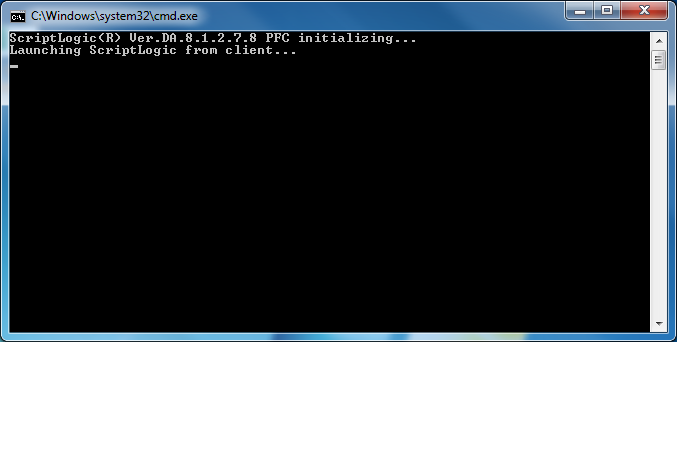 C:\Windows\system32\cmd.exe
ScriptLogic(R) Ver.DA.8.1.2.7.8 PFC initializing...
Launching ScriptLogic from client...